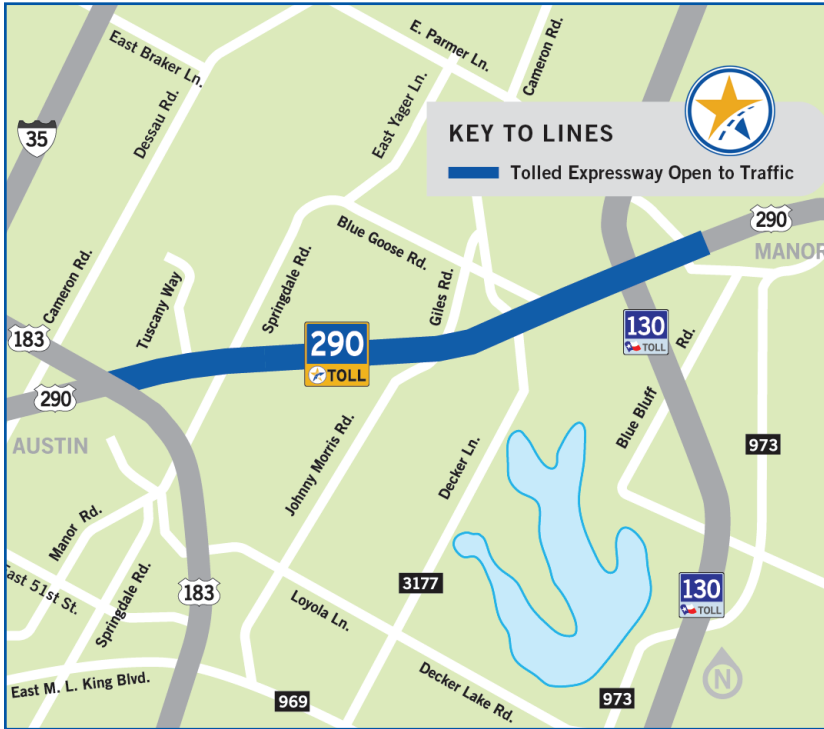 East Braker Ln.
E. Parmer Ln.
Cameron Rd.
35
Dessau Rd.
East Yager Ln.
KEY TO LINES
Tolled Expressway Open to Traffic
290
MANOR
Blue Goose Rd.
Springdale Rd.
Giles Rd.
Cameron Rd.
Tuscany Way
183
290
TOLL
130
TOLL
Blue Bluff Rd.
290
AUSTIN
973
Johnny Morris Rd.
Decker Ln.
Manor Rd.
East 51st St.
Springdale Rd.
183
3177
130
TOLL
Loyola Ln.
Decker Lake Rd.
East M. L. King Blvd.
969
973
N